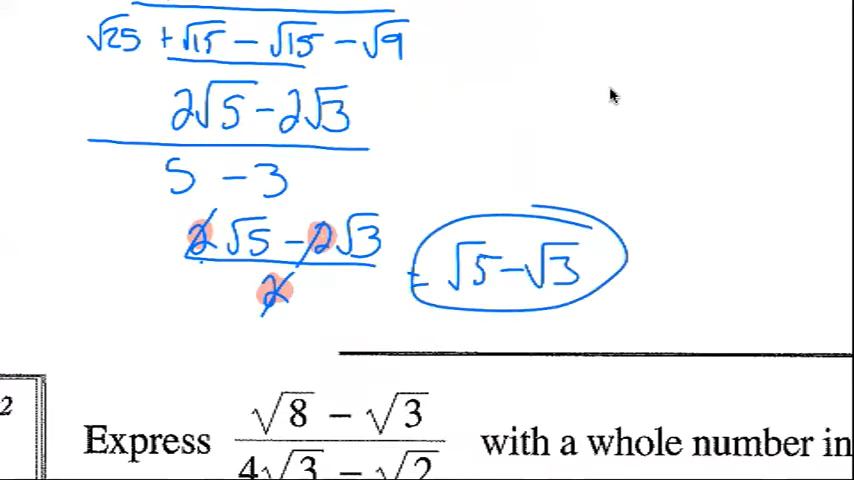 √25 + √15 − √15 − √9
2√5 − 2√3
5 − 3
2√5 − 2√3
2
= √5 − √3
2
Express (√8 − √3)/(4√3 − √2) with a whole number in